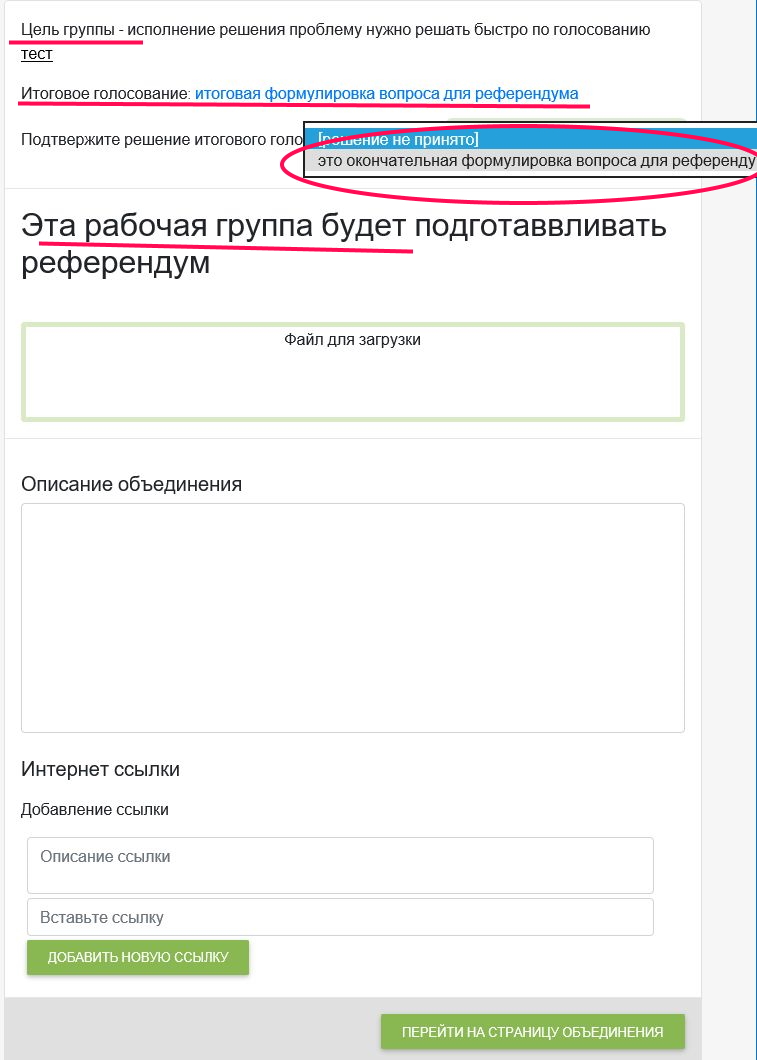 Цель группы - исполнение решения проблему нужно решать быстро по голосованию
тест
Итоговое голосование: итоговая формулировка вопроса для референдума
Подтвержите решение итогового голо
[решение не принято]
это окончательная формулировка вопроса для референду
Эта рабочая группа будет подготаввливать
референдум
Файл для загрузки
Описание объединения
Интернет ссылки
Добавление ссылки
Описание ссылки
Вставьте ссылку
ДОБАВИТЬ НОВУЮ ССЫЛКУ
ПЕРЕЙТИ НА СТРАНИЦУ ОБЪЕДИНЕНИЯ